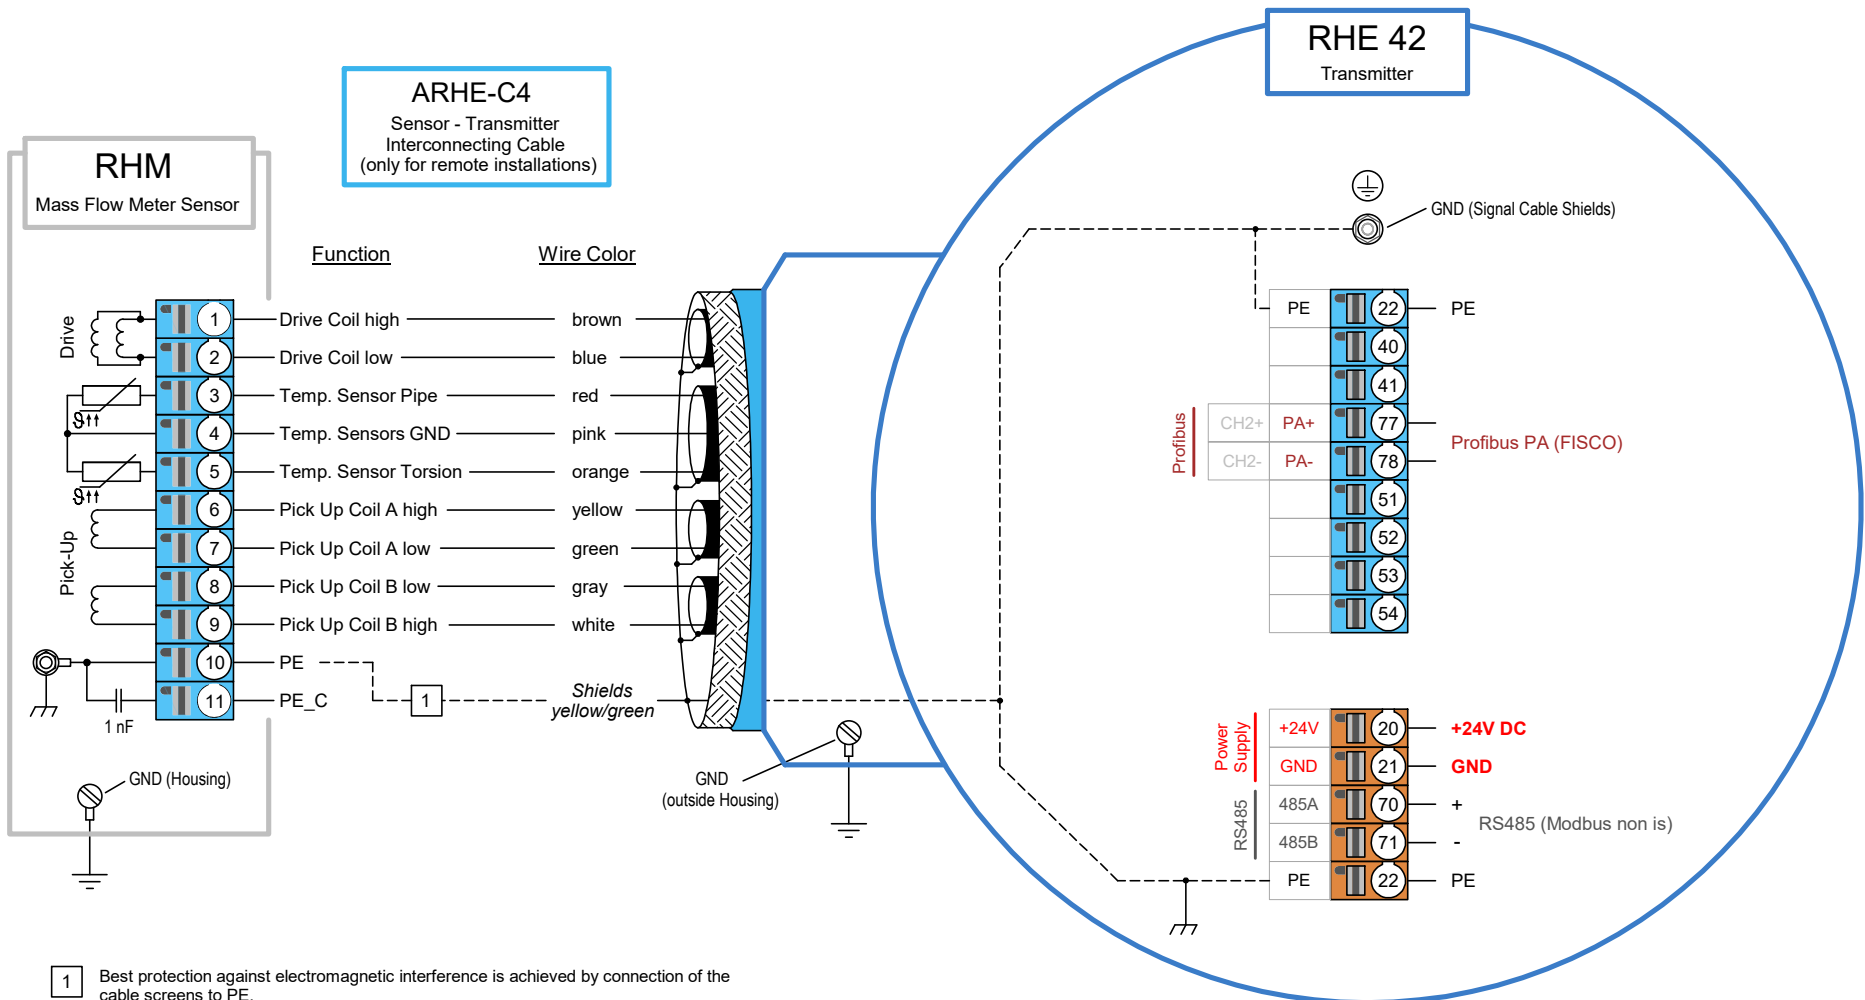 RHE 42
Transmitter
ARHE-C4
Sensor - Transmitter
Interconnecting Cable
(only for remote installations)
RHM
Mass Flow Meter Sensor
GND (Signal Cable Shields)
Function Wire Color
Drive
1 Drive Coil high brown
2 Drive Coil low blue
3 Temp. Sensor Pipe red
ϑ↑↑
4 Temp. Sensors GND pink
5 Temp. Sensor Torsion orange
ϑ↑↑
Pick-Up
6 Pick Up Coil A high yellow
7 Pick Up Coil A low green
8 Pick Up Coil B low gray
9 Pick Up Coil B high white
10 PE
11 PE_C 1 Shields
yellow/green
1 nF
GND (Housing)
GND
(outside Housing)
PE 22 PE
40
41
Profibus
CH2+ PA+ 77
CH2- PA- 78
Profibus PA (FISCO)
51
52
53
54
Power
Supply
+24V 20 +24V DC
GND 21 GND
RS485
485A 70 +
485B 71 -
RS485 (Modbus non is)
PE 22 PE
1 Best protection against electromagnetic interference is achieved by connection of the
cable screens to PE.